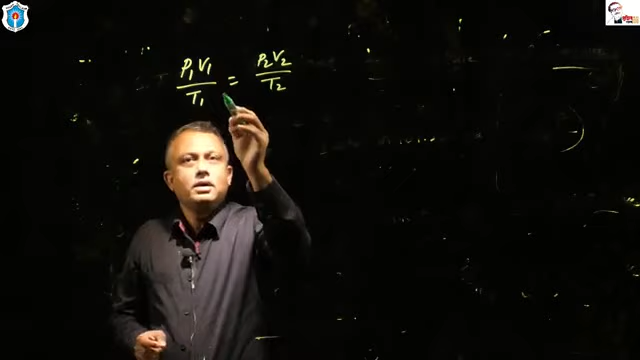 P₁V₁/T₁ = P₂V₂/T₂